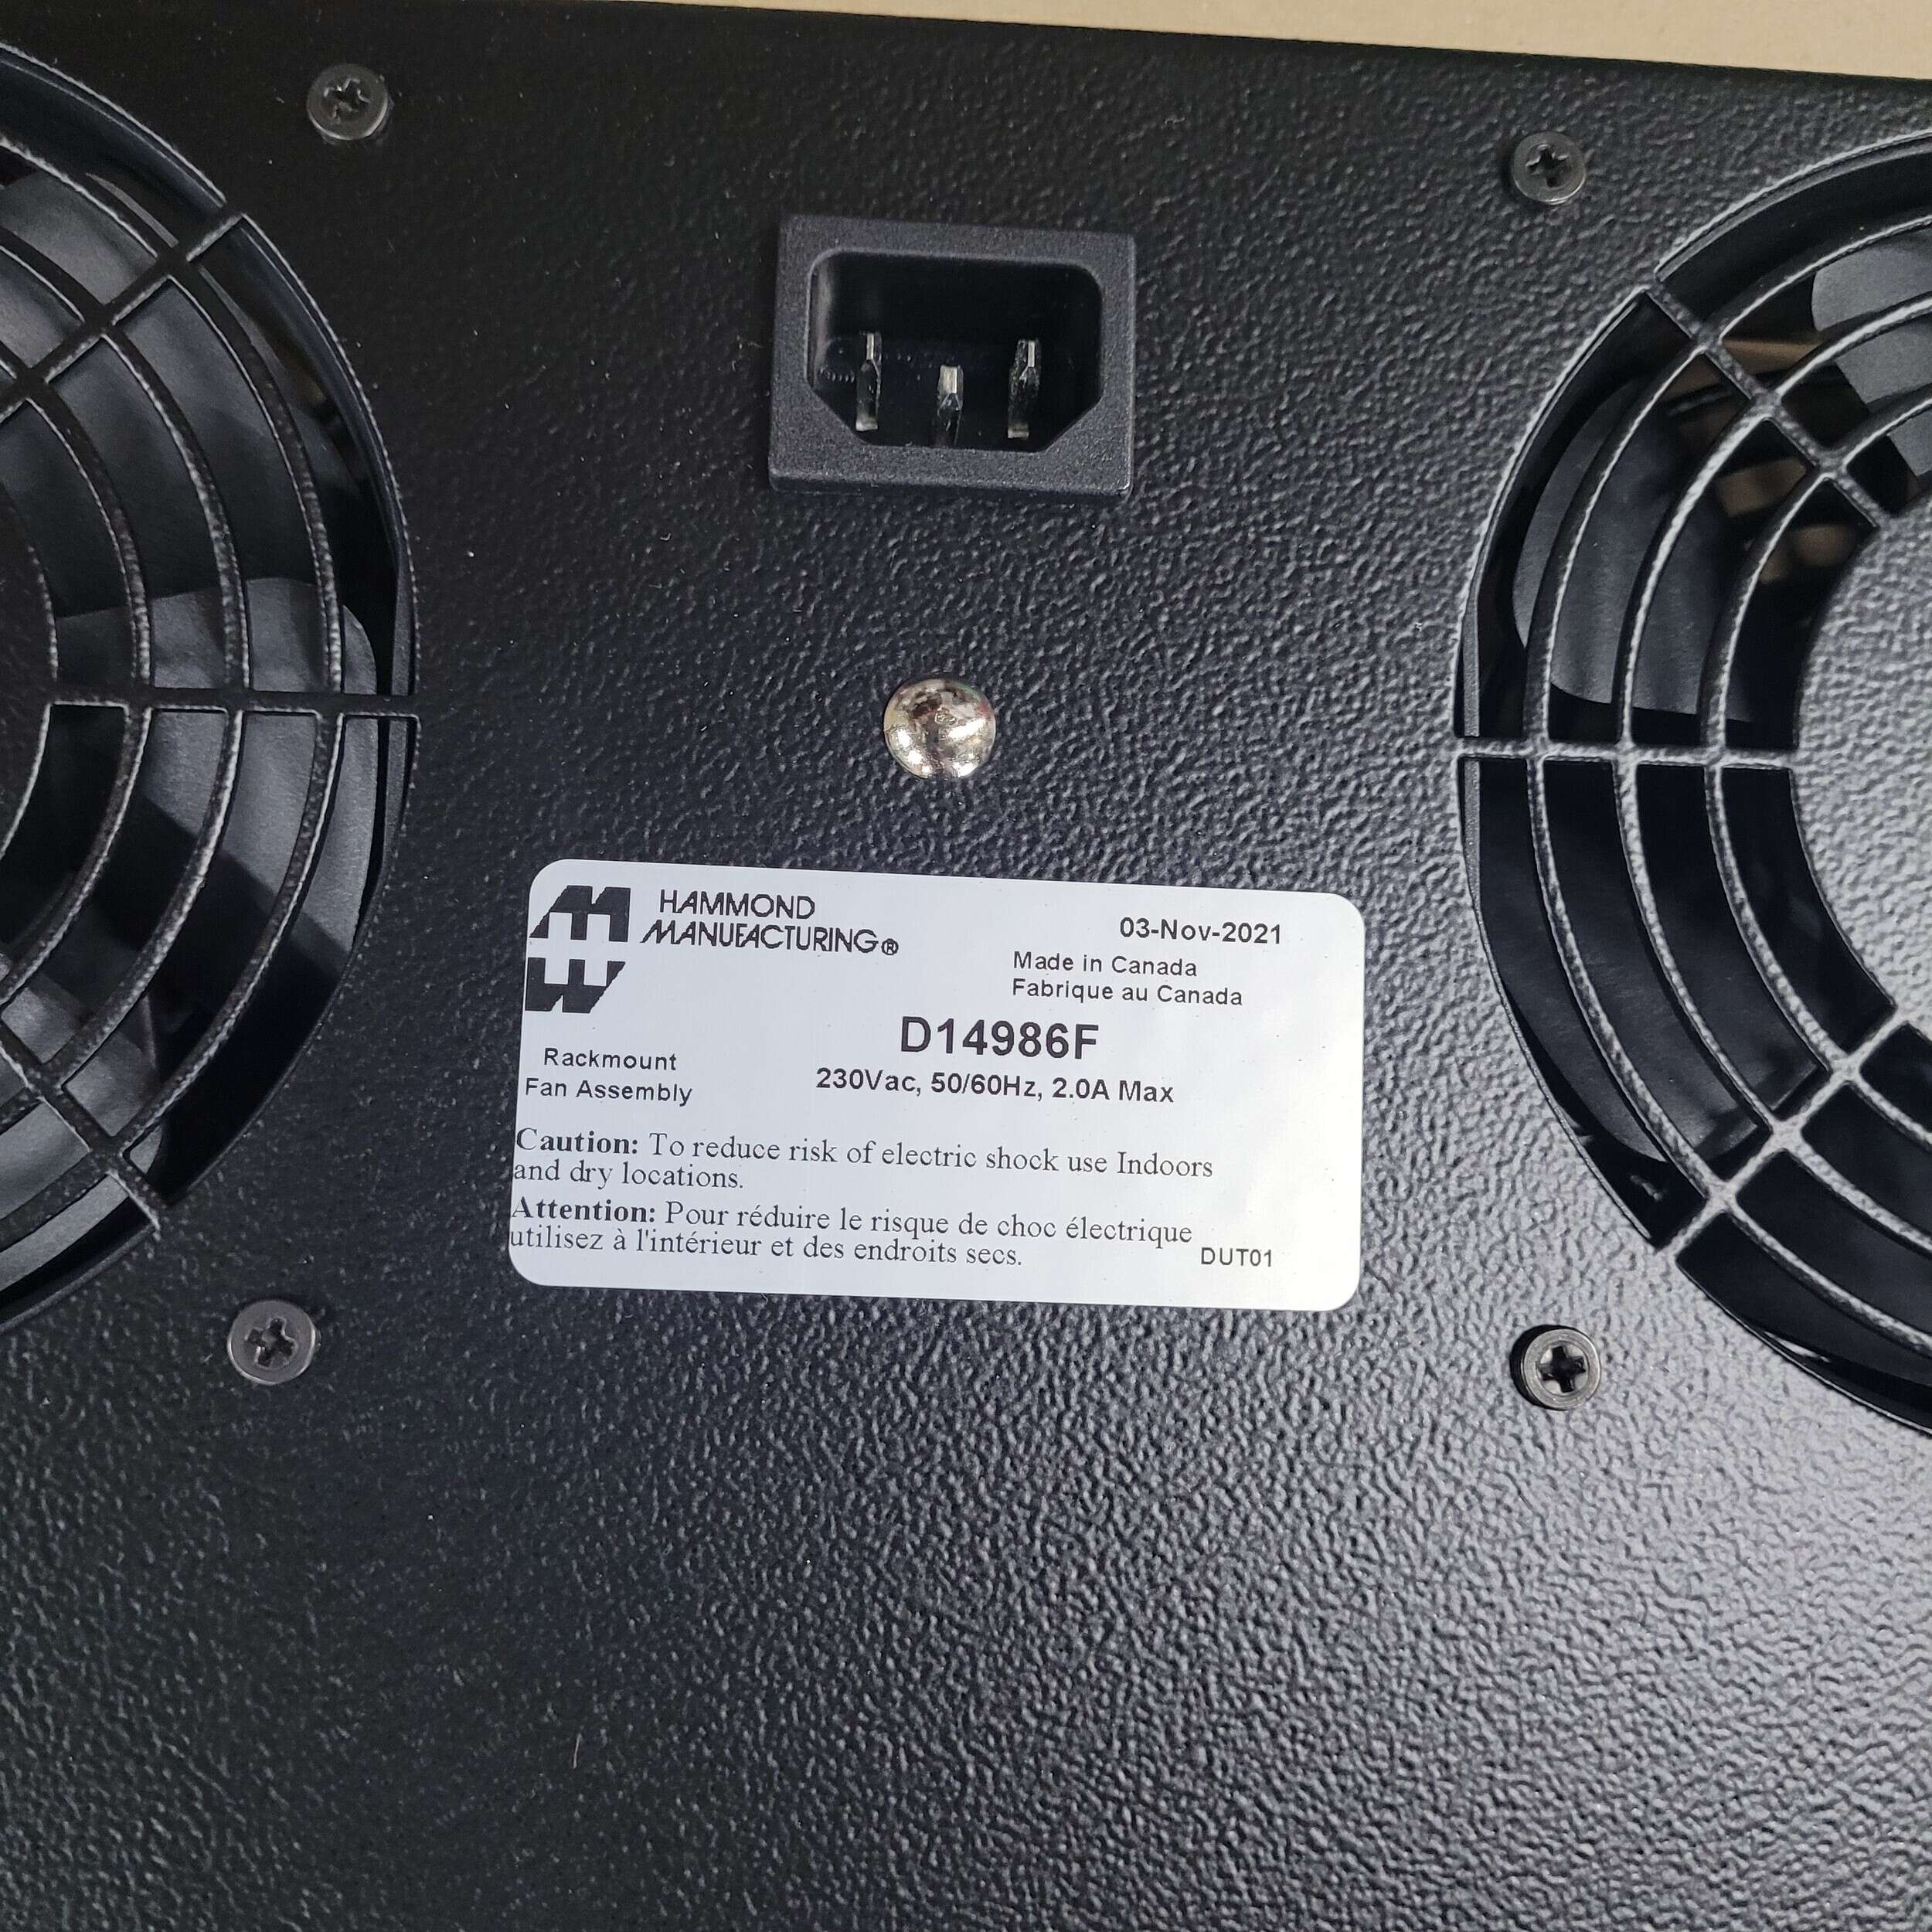 HAMMOND
MANUFACTURING®
03-Nov-2021
Made in Canada
Fabrique au Canada
D14986F
230Vac, 50/60Hz, 2.0A Max
Rackmount
Fan Assembly
Caution: To reduce risk of electric shock use Indoors
and dry locations.
Attention: Pour réduire le risque de choc électrique
utilisez à l'intérieur et des endroits secs.
DUT01